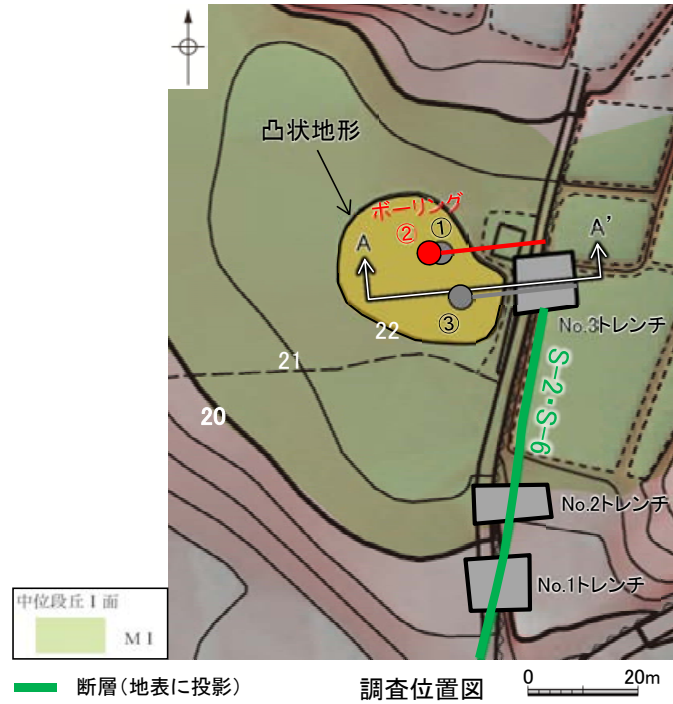 凸状地形
ボーリング
② ①
A A'
③
No.3トレンチ
22
21
S-2・S-6
20
No.2トレンチ
No.1トレンチ
中位段丘Ⅰ面
MⅠ
断層(地表に投影)
調査位置図
0 20m